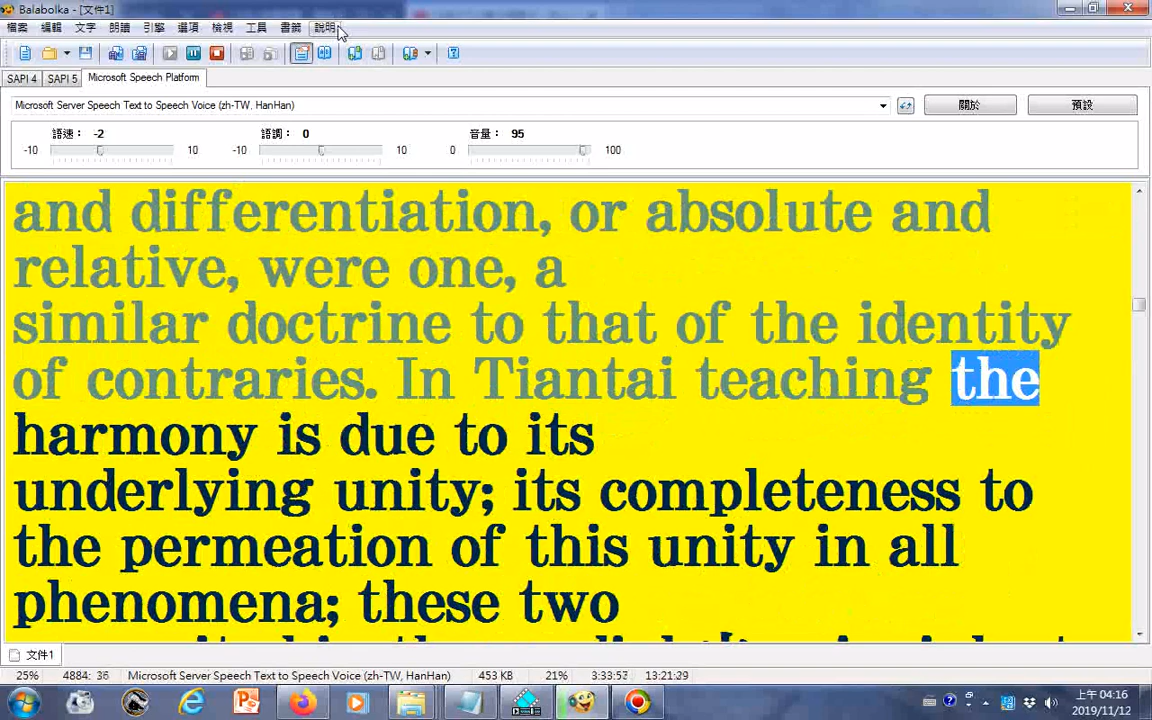 Balabolka - [文件1]
檔案 編輯 文字 朗讀 引擎 選項 檢視 工具 書籤 說明
SAPI 4 SAPI 5 Microsoft Speech Platform
Microsoft Server Speech Text to Speech Voice (zh-TW, HanHan) 關於 預設
語速： -2 語調： 0 音量： 95
-10 10 -10 10 0 100
and differentiation, or absolute and
relative, were one, a
similar doctrine to that of the identity
of contraries. In Tiantai teaching the
harmony is due to its
underlying unity; its completeness to
the permeation of this unity in all
phenomena; these two
文件1
25% 4884: 36 Microsoft Server Speech Text to Speech Voice (zh-TW, HanHan) 453 KB 21% 3:33:53 13:21:29
上午 04:16
2019/11/12